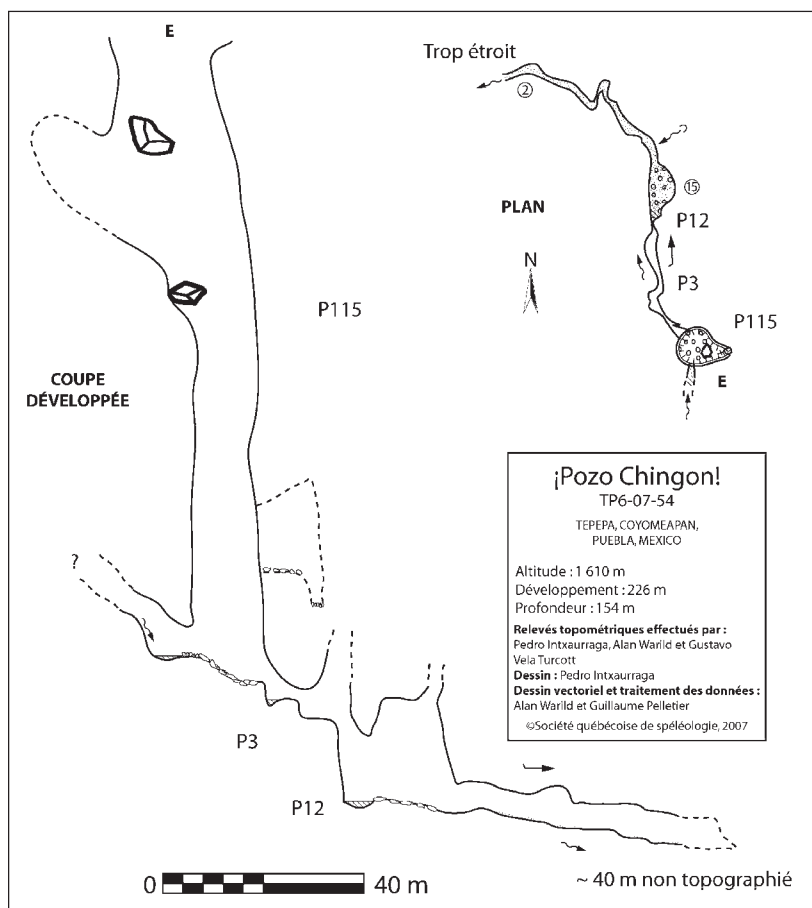 E
Trop étroit
2
15
PLAN
P12
N
P3
P115
E
P115
COUPE
DÉVELOPPÉE
?
?
P3
P12
¡Pozo Chingon!
TP6-07-54
TEPEPA, COYOMEAPAN,
PUEBLA, MEXICO
Altitude : 1 610 m
Développement : 226 m
Profondeur : 154 m
Relevés topométriques effectués par :
Pedro Intxaurraga, Alan Warild et Gustavo
Vela Turcott
Dessin : Pedro Intxaurraga
Dessin vectoriel et traitement des données :
Alan Warild et Guillaume Pelletier
©Société québécoise de spéléologie, 2007
0 40 m
~ 40 m non topographié